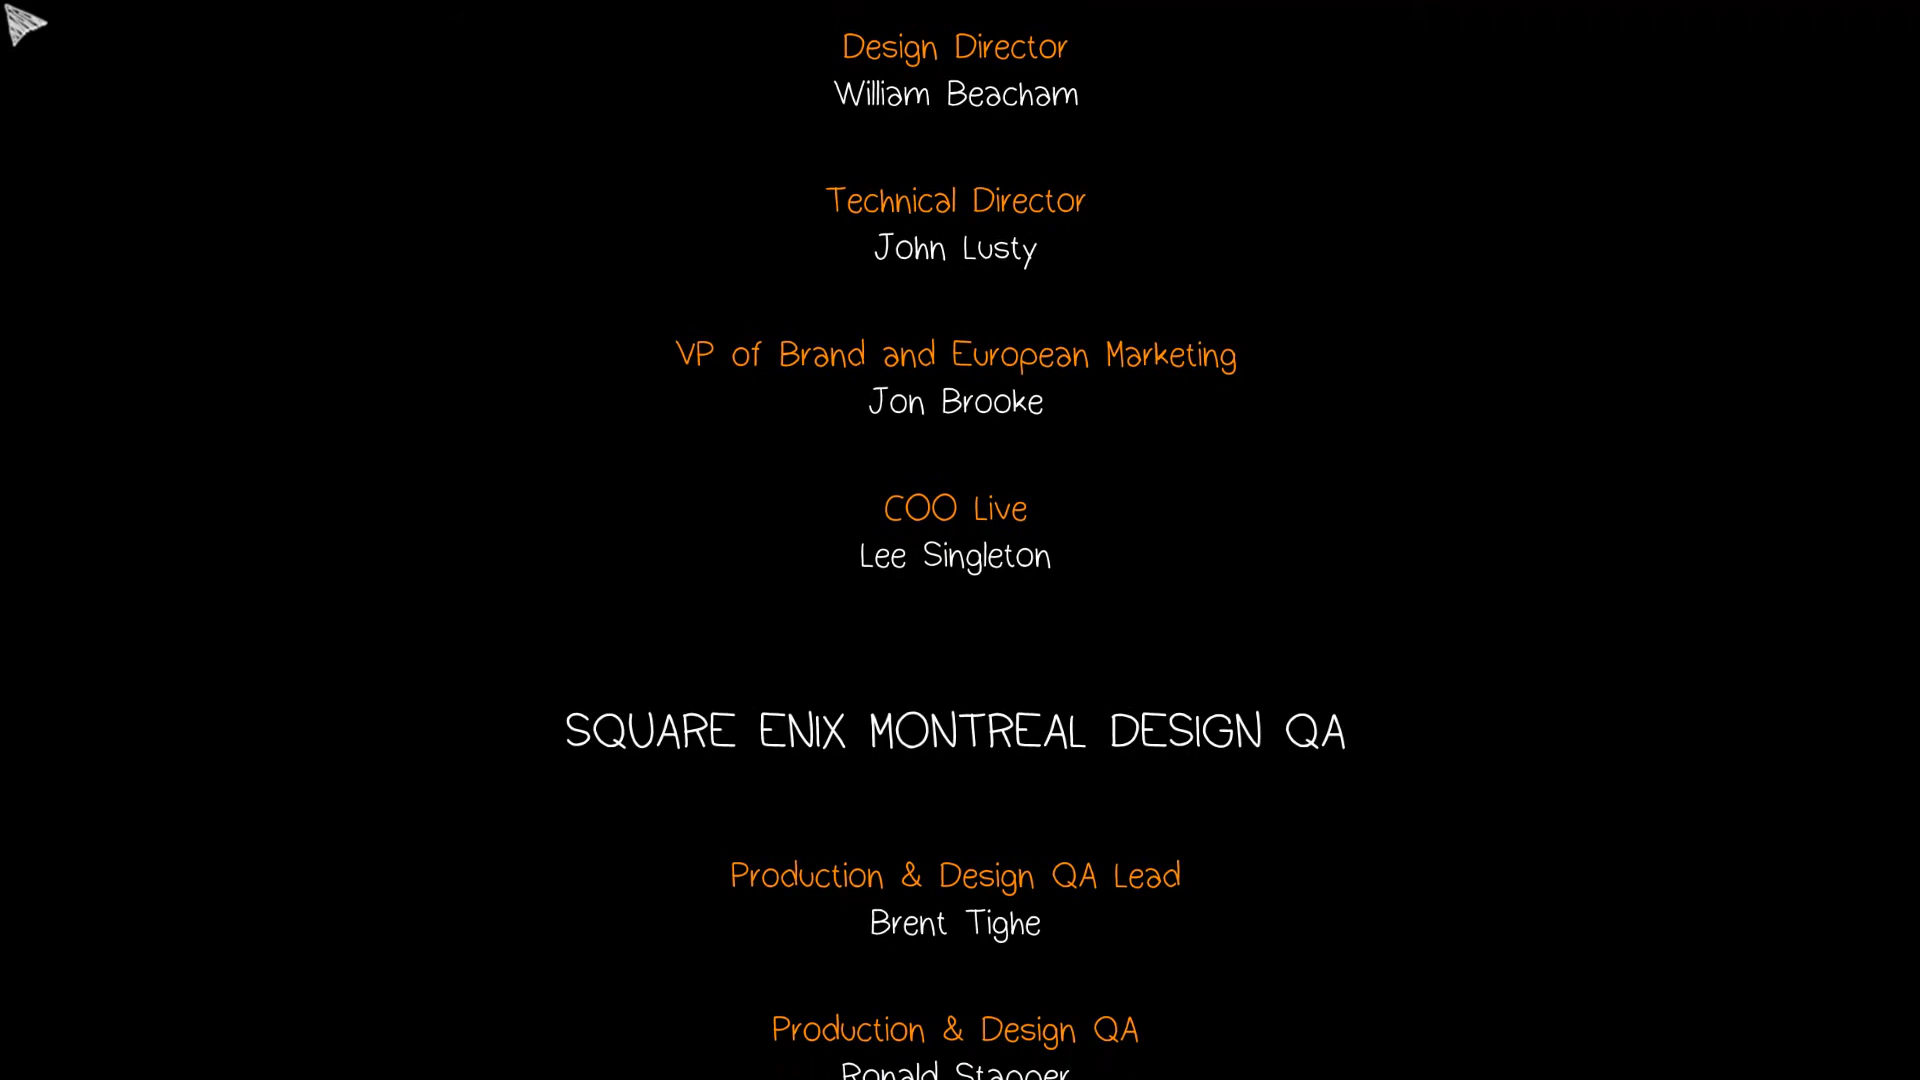 Design Director
William Beacham
Technical Director
John Lusty
VP of Brand and European Marketing
Jon Brooke
COO Live
Lee Singleton
SQUARE ENIX MONTREAL DESIGN QA
Production & Design QA Lead
Brent Tighe
Production & Design QA
Ronald